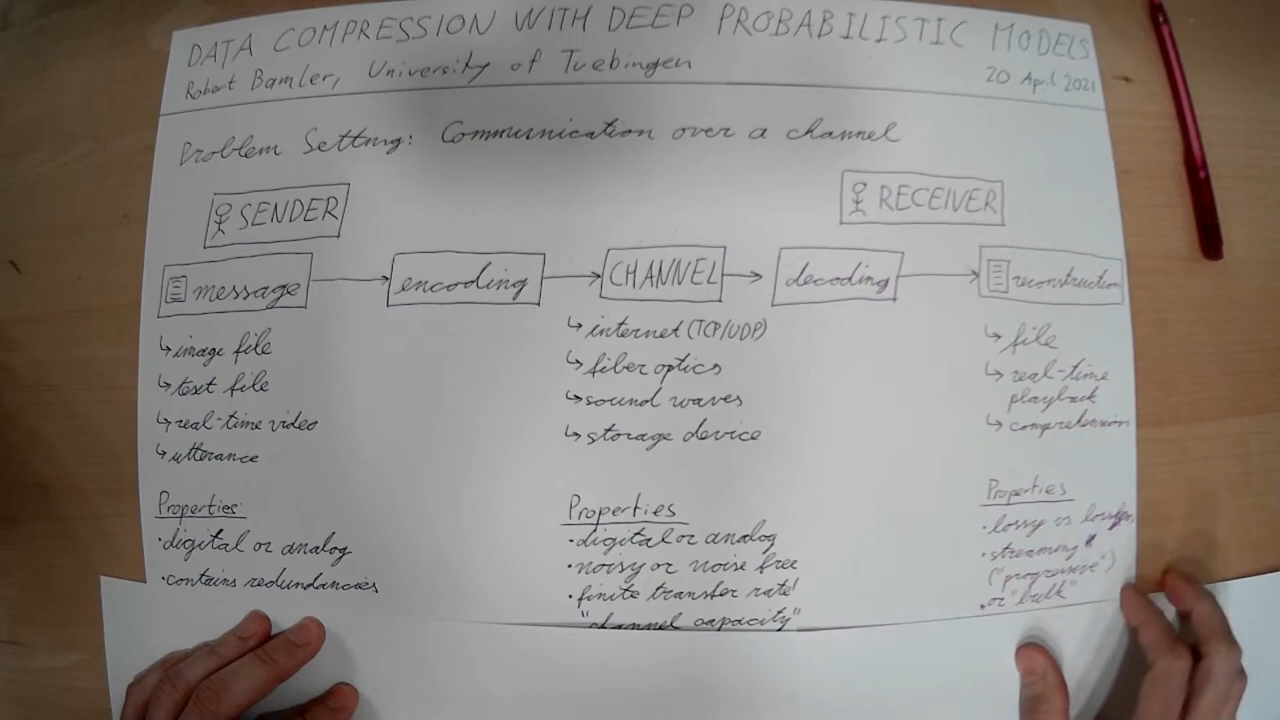 DATA COMPRESSION WITH DEEP PROBABILISTIC MODELS
Robert Bamler, University of Tuebingen
20 April 2021
Problem Setting: Communication over a channel
SENDER
RECEIVER
message
encoding
CHANNEL
decoding
reconstruction
↳ image file
↳ text file
↳ real-time video
↳ utterance
Properties:
· digital or analog
· contains redundancies
↳ internet (TCP/UDP)
↳ fiber optics
↳ sound waves
↳ storage device
Properties
· digital or analog
· noisy or noise free
· finite transfer rate
"channel capacity"
↳ file
↳ real-time
playback
↳ comprehension
Properties
· lossy vs lossless
· streaming"
("progressive")
· or "bulk"